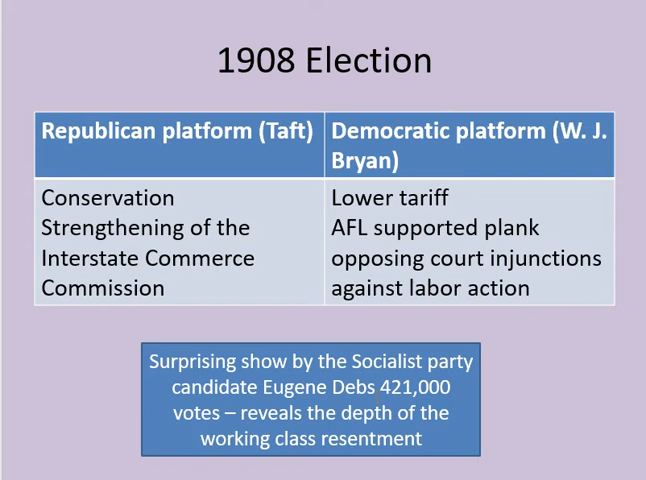 1908 Election
Republican platform (Taft)
Democratic platform (W. J.
Bryan)
Conservation
Strengthening of the
Interstate Commerce
Commission
Lower tariff
AFL supported plank
opposing court injunctions
against labor action
Surprising show by the Socialist party
candidate Eugene Debs 421,000
votes – reveals the depth of the
working class resentment